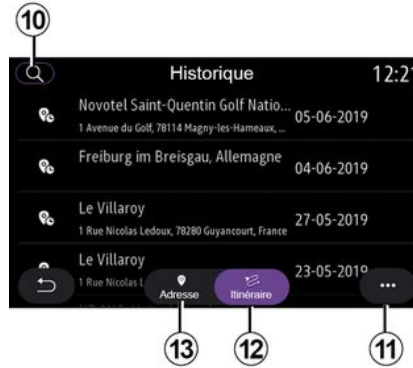 10
Historique
12:21
Novotel Saint-Quentin Golf Natio...
05-06-2019
1 Avenue du Golf, 78114 Magny-les-Hameaux, ...
Freiburg im Breisgau, Allemagne
04-06-2019
Le Villaroy
27-05-2019
1 Rue Nicolas Ledoux, 78280 Guyancourt, France
Le Villaroy
23-05-2019
1 Rue Nicolas L
Adresse
Itinéraire
...
13
12
11